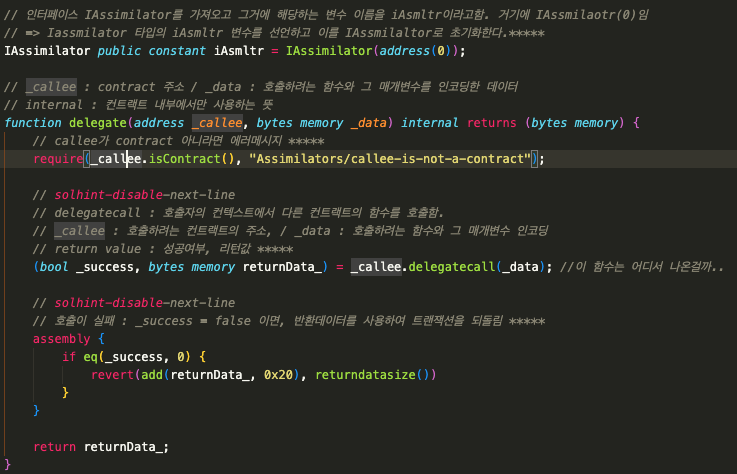 // 인터페이스 IAssimilator를 가져오고 그거에 해당하는 변수 이름을 iAsmltr이라고함. 거기에 IAssmilaotr(0)임
// => Iassmilator 타입의 iAsmltr 변수를 선언하고 이를 IAssmilaltor로 초기화한다.*****
IAssimilator public constant iAsmltr = IAssimilator(address(0));
// _callee : contract 주소 / _data : 호출하려는 함수와 그 매개변수를 인코딩한 데이터
// internal : 컨트랙트 내부에서만 사용하는 뜻
function delegate(address _callee, bytes memory _data) internal returns (bytes memory) {
// callee가 contract 아니라면 에러메시지 *****
require(_callee.isContract(), "Assimilators/callee-is-not-a-contract");
// solhint-disable-next-line
// delegatecall : 호출자의 컨텍스트에서 다른 컨트랙트의 함수를 호출함.
// _callee : 호출하려는 컨트랙트의 주소, / _data : 호출하려는 함수와 그 매개변수 인코딩
// return value : 성공여부, 리턴값 *****
(bool _success, bytes memory returnData_) = _callee.delegatecall(_data); //이 함수는 어디서 나온걸까..
// solhint-disable-next-line
// 호출이 실패 : _success = false 이면, 반환데이터를 사용하여 트랜잭션을 되돌림 *****
assembly {
if eq(_success, 0) {
revert(add(returnData_, 0x20), returndatasize())
}
}
return returnData_;
}